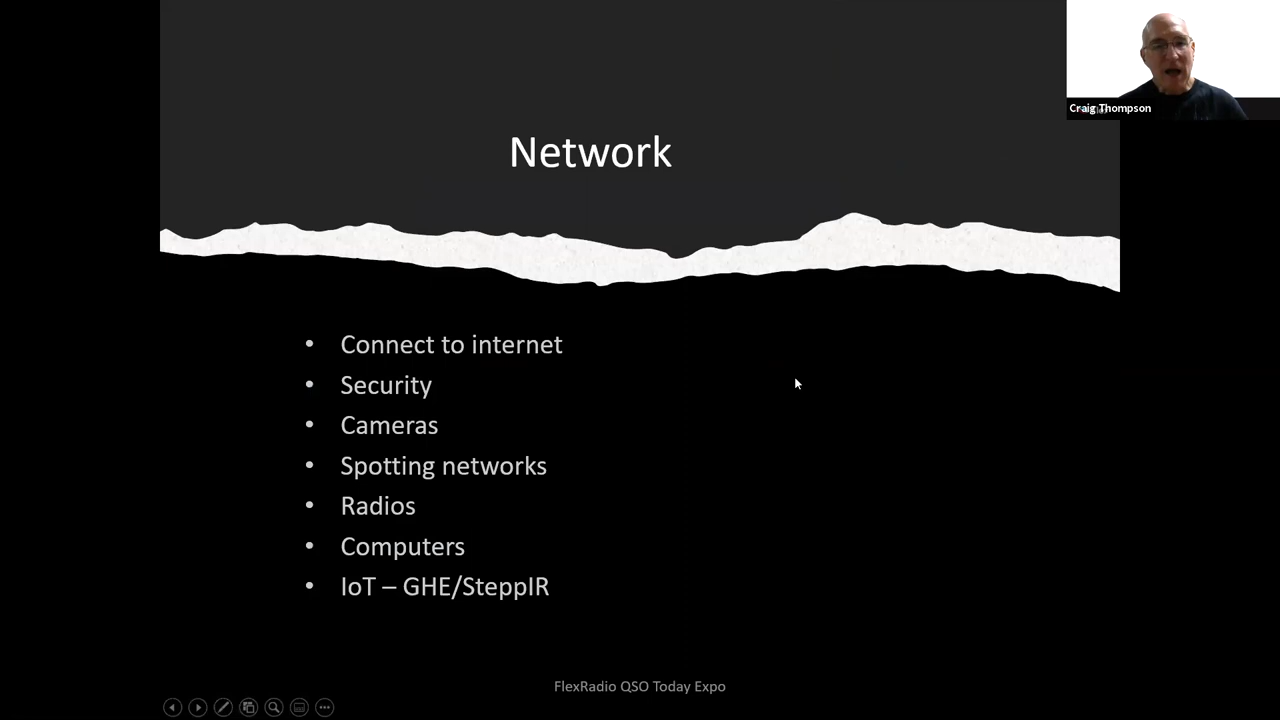 Craig Thompson
Network
• Connect to internet
• Security
• Cameras
• Spotting networks
• Radios
• Computers
• IoT – GHE/SteppIR
FlexRadio QSO Today Expo